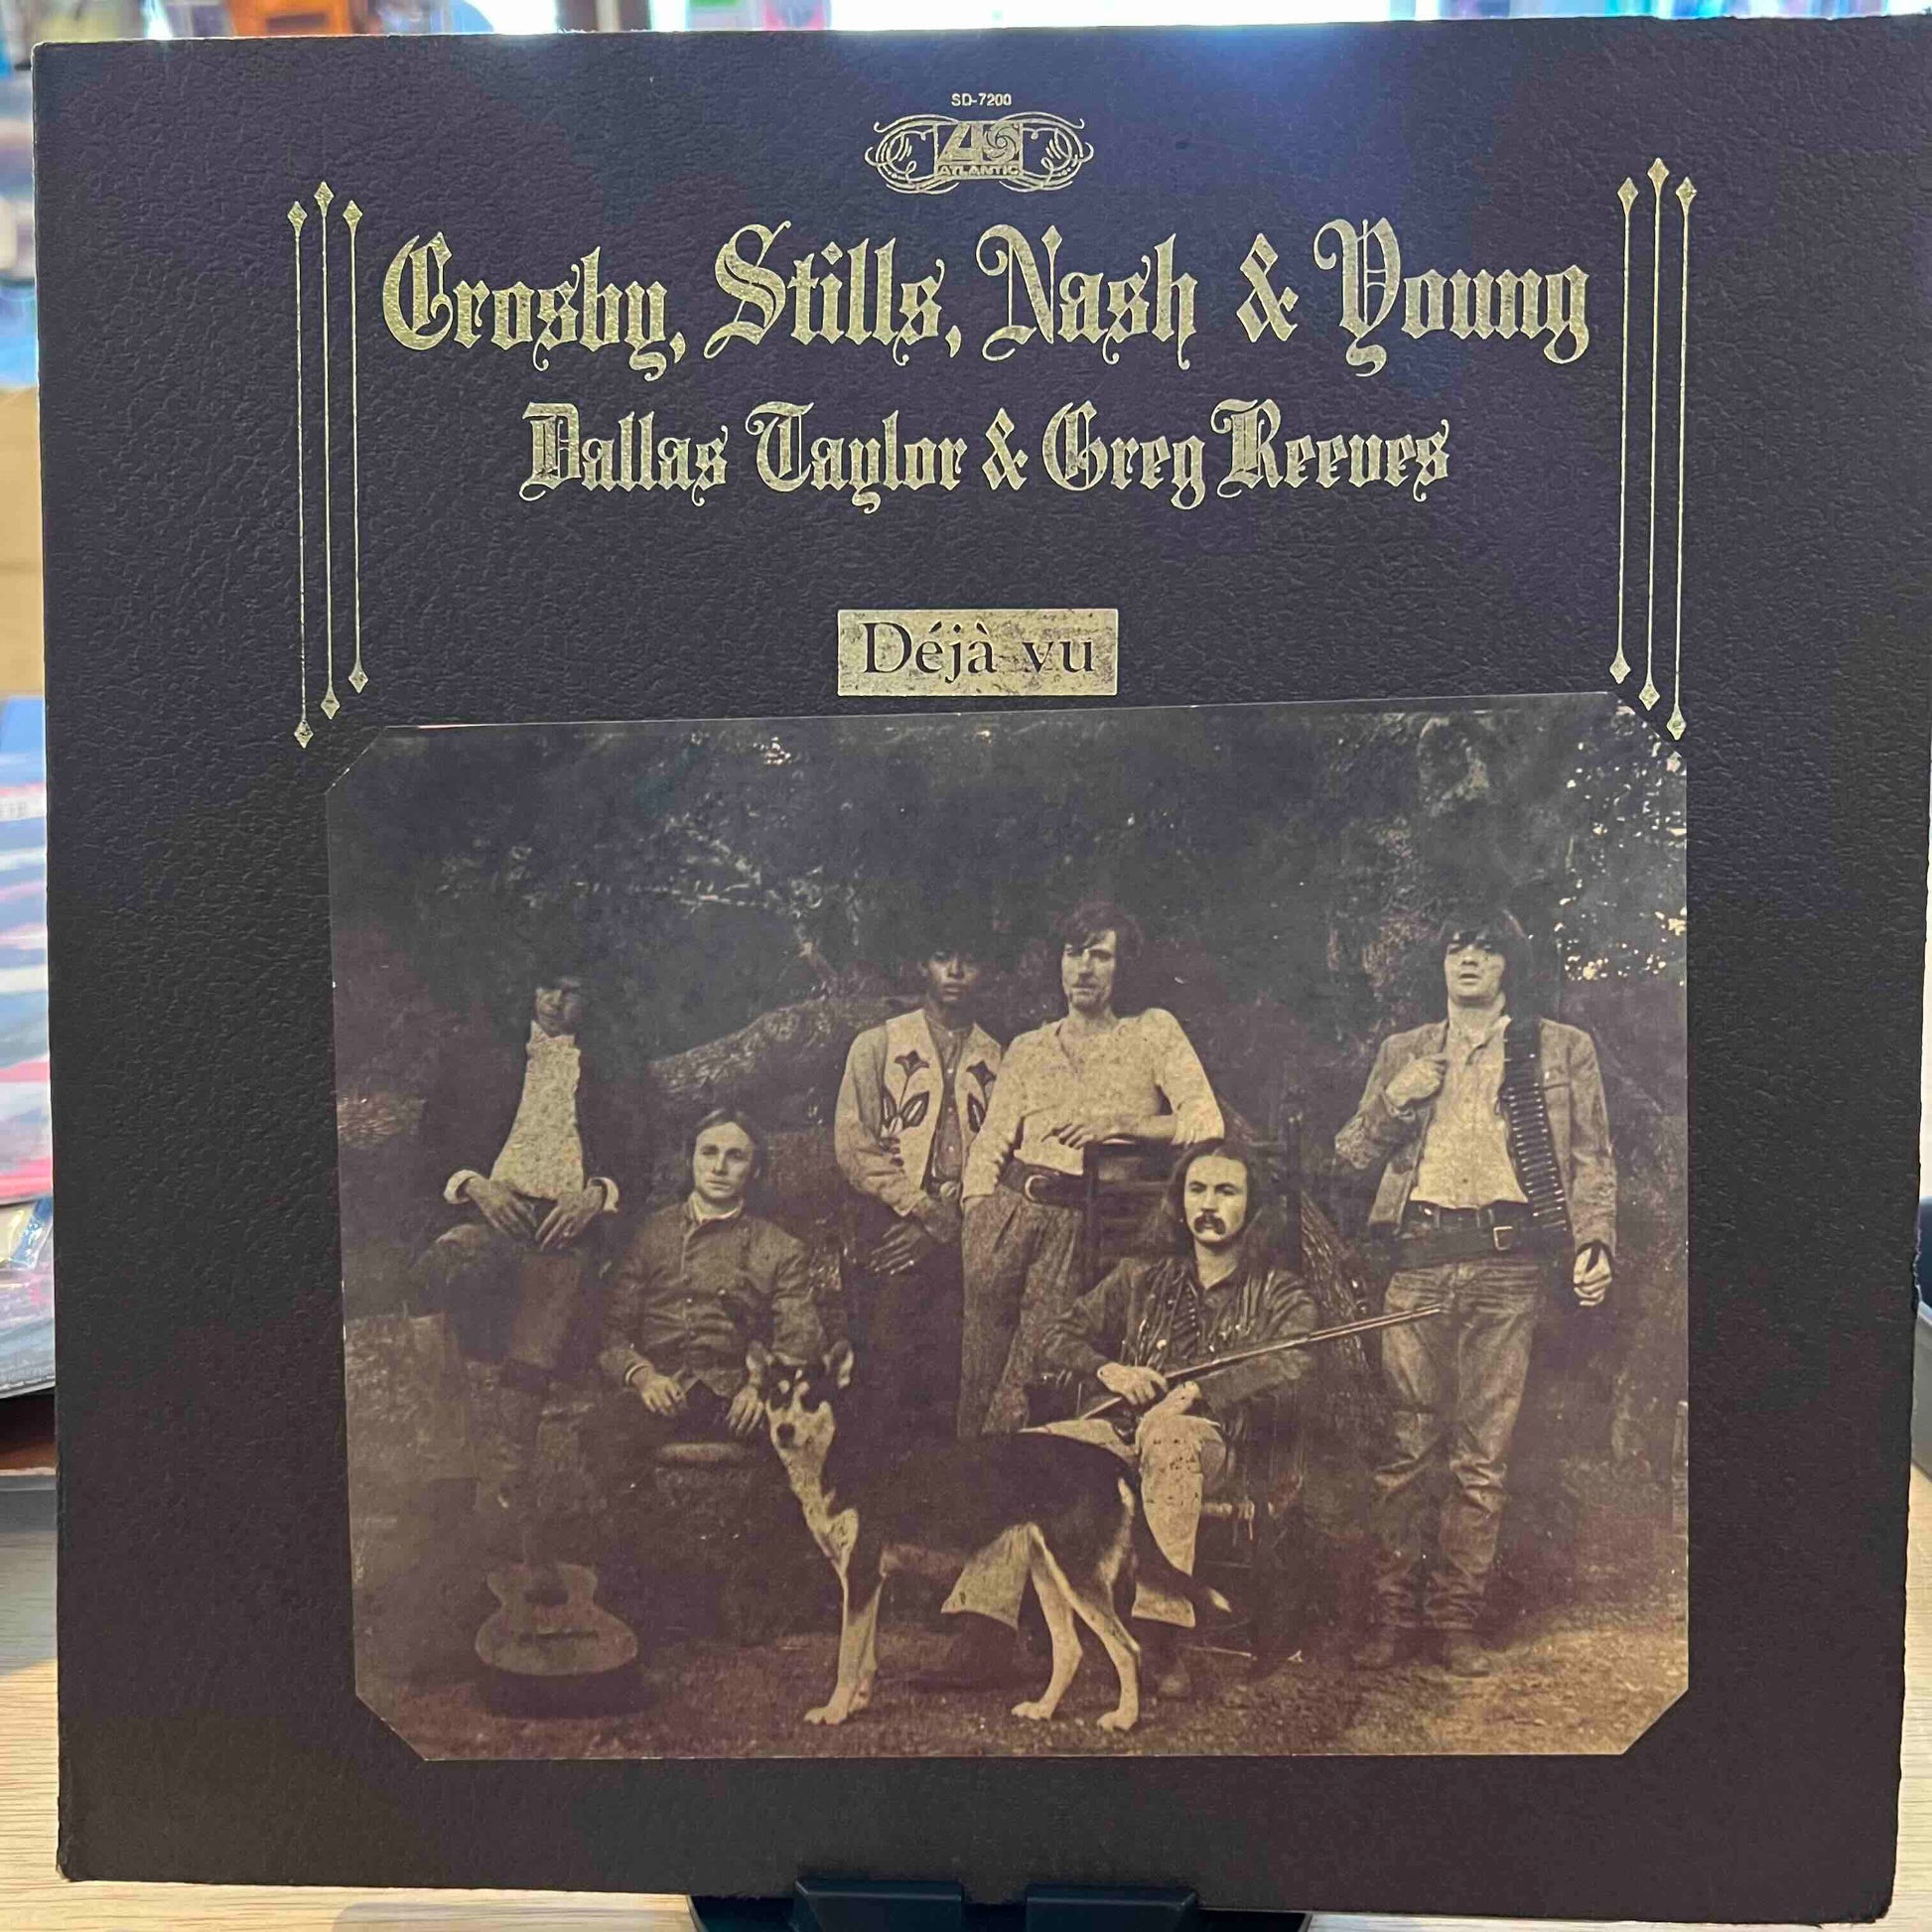 SD-7200
ATLANTIC
Crosby, Stills, Nash & Young
Dallas Taylor & Greg Reeves
Déjà vu